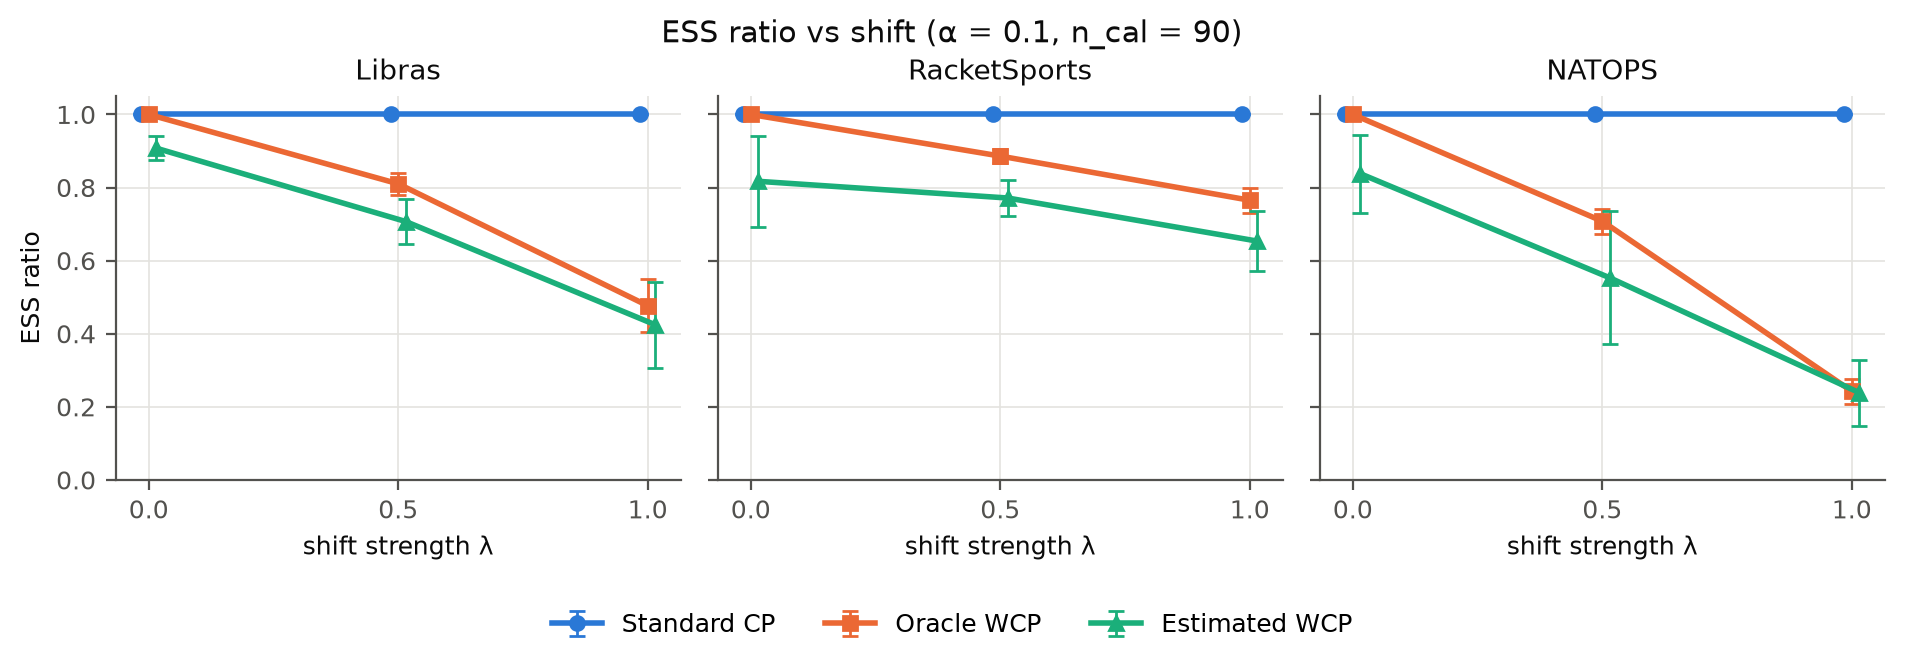 ESS ratio vs shift (α = 0.1, n_cal = 90)
Libras
RacketSports
NATOPS
ESS ratio
1.0
0.8
0.6
0.4
0.2
0.0
0.0 0.5 1.0
0.0 0.5 1.0
0.0 0.5 1.0
shift strength λ
shift strength λ
shift strength λ
Standard CP
Oracle WCP
Estimated WCP